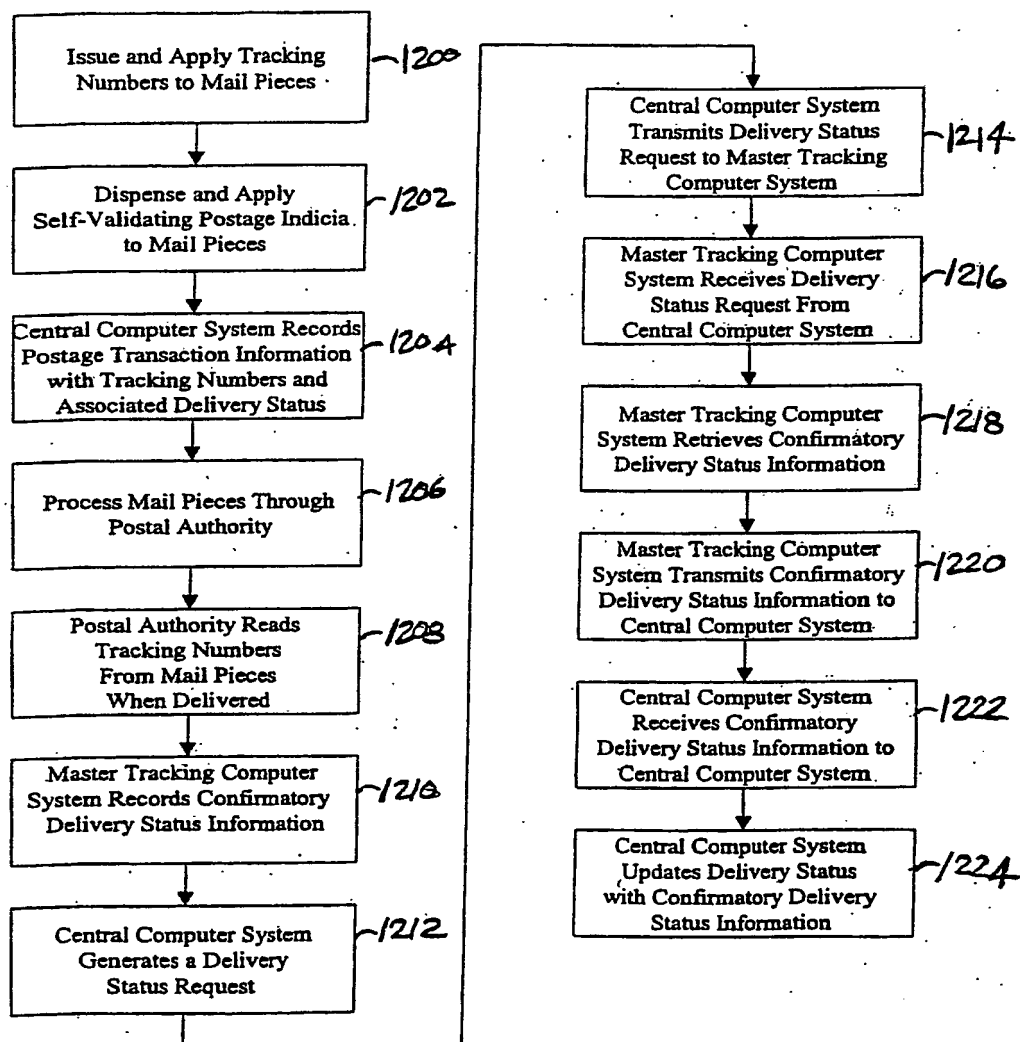 Issue and Apply Tracking
Numbers to Mail Pieces
1200
Dispense and Apply
Self-Validating Postage Indicia
to Mail Pieces
1202
Central Computer System Records
Postage Transaction Information
with Tracking Numbers and
Associated Delivery Status
1204
Process Mail Pieces Through
Postal Authority
1206
Postal Authority Reads
Tracking Numbers
From Mail Pieces
When Delivered
1208
Master Tracking Computer
System Records Confirmatory
Delivery Status Information
1210
Central Computer System
Generates a Delivery
Status Request
1212
Central Computer System
Transmits Delivery Status
Request to Master Tracking
Computer System
1214
Master Tracking Computer
System Receives Delivery
Status Request From
Central Computer System
1216
Master Tracking Computer
System Retrieves Confirmatory
Delivery Status Information
1218
Master Tracking Computer
System Transmits Confirmatory
Delivery Status Information to
Central Computer System
1220
Central Computer System
Receives Confirmatory
Delivery Status Information to
Central Computer System
1222
Central Computer System
Updates Delivery Status
with Confirmatory Delivery
Status Information
1224